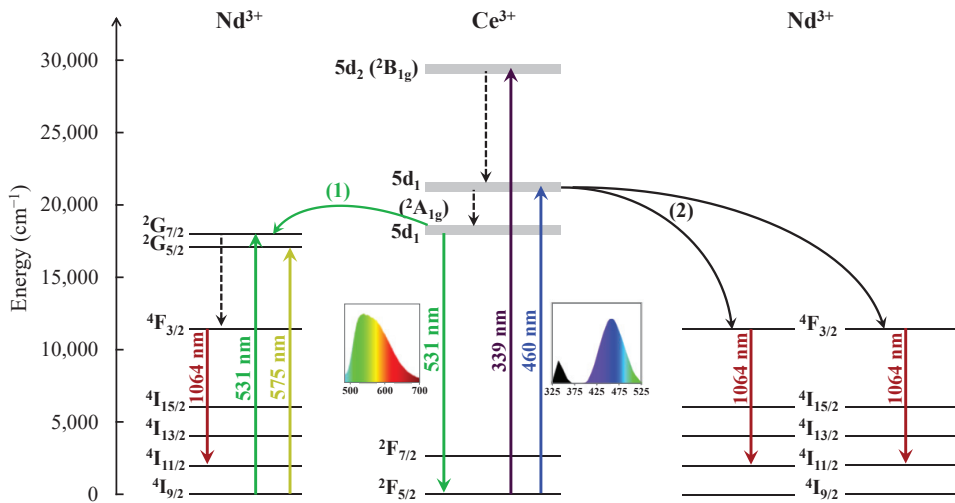 Nd³⁺ Ce³⁺ Nd³⁺
Energy (cm⁻¹)
30,000
25,000
20,000
15,000
10,000
5,000
0
5d₂ (²B₁g)
5d₁
(²A₁g)
5d₁
(1)
(2)
²G₇/₂
²G₅/₂
⁴F₃/₂
⁴I₁₅/₂
⁴I₁₃/₂
⁴I₁₁/₂
⁴I₉/₂
1064 nm
531 nm
575 nm
500 600 700
531 nm
339 nm
460 nm
325 375 425 475 525
²F₇/₂
²F₅/₂
1064 nm
1064 nm
⁴F₃/₂
⁴I₁₅/₂
⁴I₁₃/₂
⁴I₁₁/₂
⁴I₉/₂